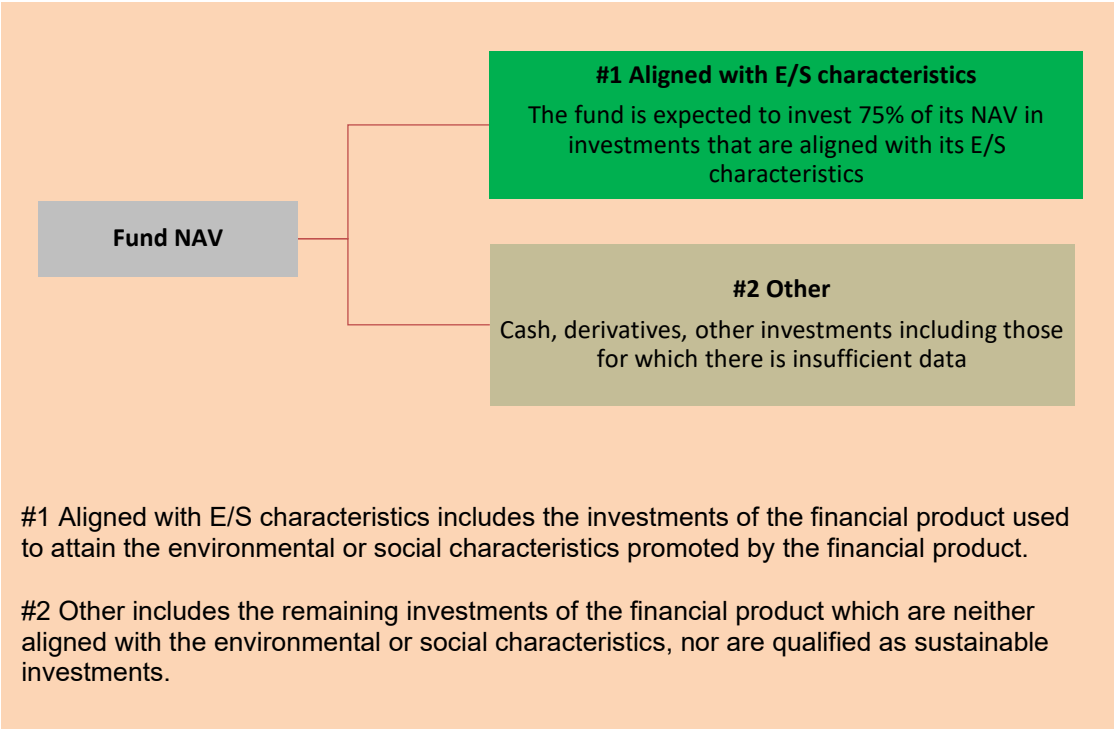 #1 Aligned with E/S characteristics
The fund is expected to invest 75% of its NAV in
investments that are aligned with its E/S
characteristics
Fund NAV
#2 Other
Cash, derivatives, other investments including those
for which there is insufficient data
#1 Aligned with E/S characteristics includes the investments of the financial product used
to attain the environmental or social characteristics promoted by the financial product.
#2 Other includes the remaining investments of the financial product which are neither
aligned with the environmental or social characteristics, nor are qualified as sustainable
investments.